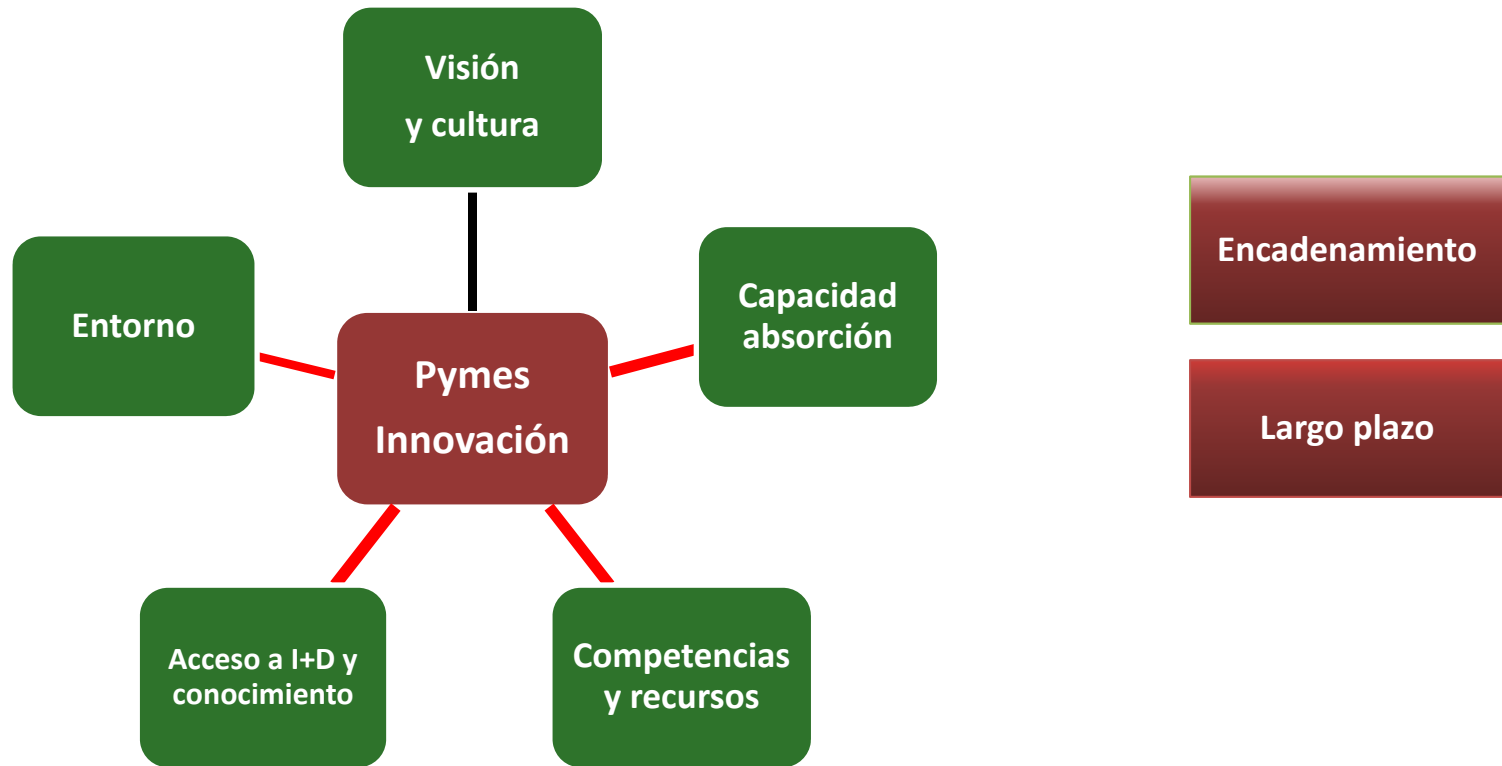 Visión
y cultura
Entorno
Capacidad
absorción
Pymes
Innovación
Acceso a I+D y
conocimiento
Competencias
y recursos
Encadenamiento
Largo plazo